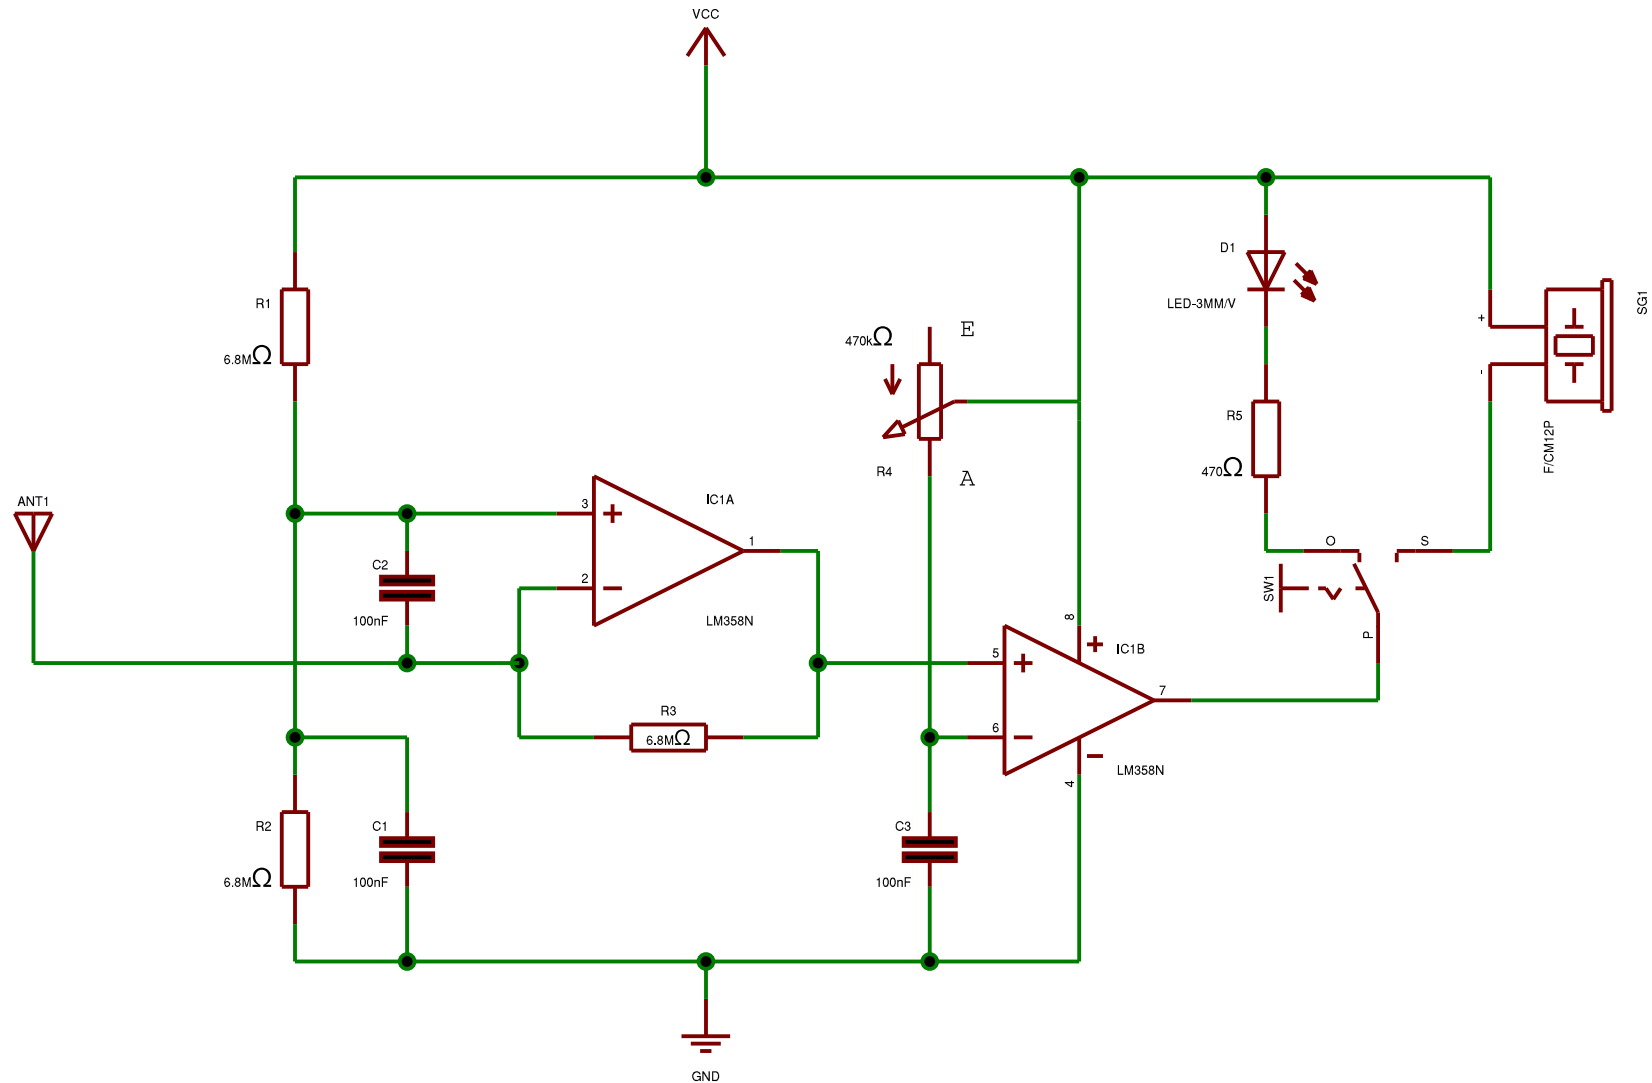 VCC
D1
LED-3MM/V
+
-
SG1
F/CM12P
R1
6.8MΩ
470kΩ
E
R4
A
R5
470Ω
ANT1
3
2
1
IC1A
LM358N
C2
100nF
O
S
SW1
P
R3
6.8MΩ
5
6
8
4
7
IC1B
LM358N
R2
6.8MΩ
C1
100nF
C3
100nF
GND